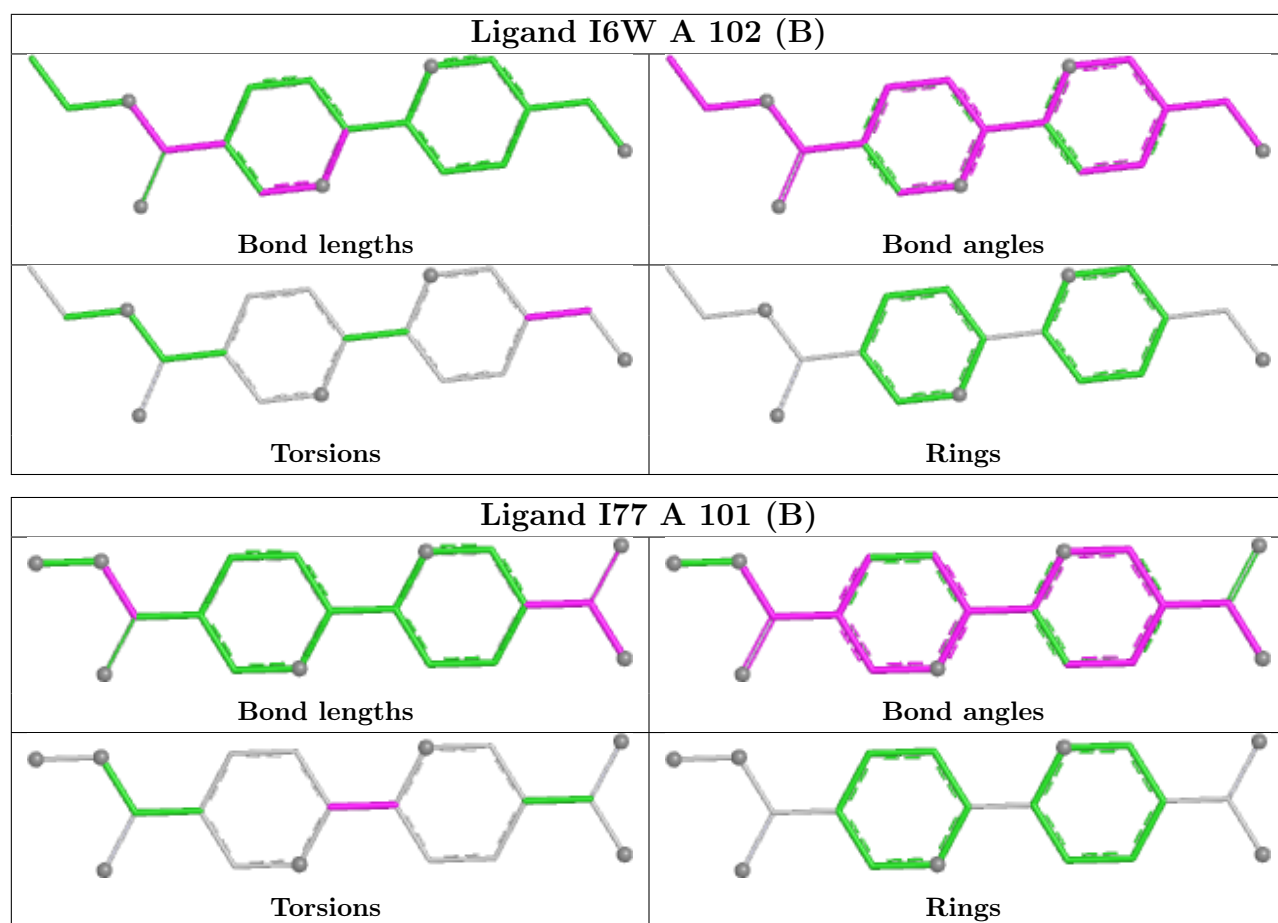 Ligand I6W A 102 (B)
Bond lengths
Bond angles
Torsions
Rings
Ligand I77 A 101 (B)
Bond lengths
Bond angles
Torsions
Rings